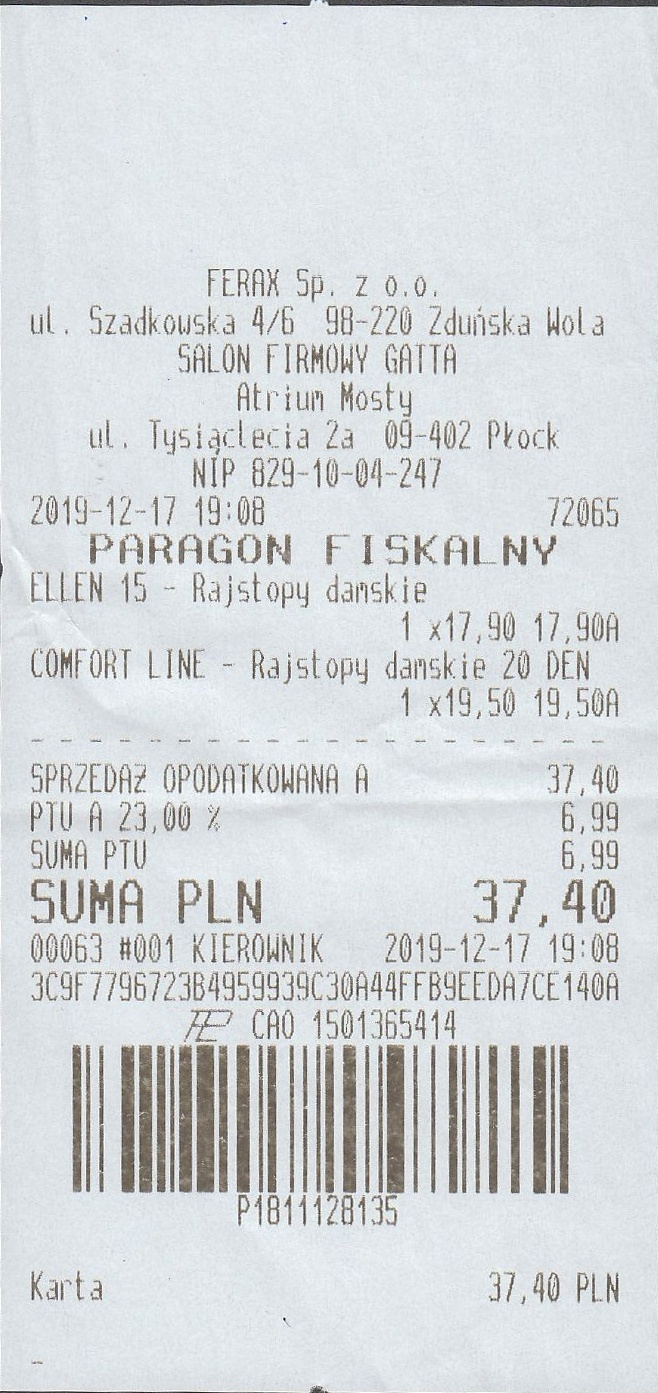 FERAX Sp. z o.o.
ul. Szadkowska 4/6 98-220 Zduńska Wola
SALON FIRMOWY GATTA
Atrium Mosty
ul. Tysiąclecia 2a 09-402 Płock
NIP 829-10-04-247
2019-12-17 19:08 72065
PARAGON FISKALNY
ELLEN 15 - Rajstopy damskie
1 x17,90 17,90A
COMFORT LINE - Rajstopy damskie 20 DEN
1 x19,50 19,50A
SPRZEDAŻ OPODATKOWANA A 37,40
PTU A 23,00 % 6,99
SUMA PTU 6,99
SUMA PLN 37,40
00063 #001 KIEROWNIK 2019-12-17 19:08
3C9F7796723B4959939C30A44FFB9EEDA7CE140A
CAO 1501365414
P1811128135
Karta 37,40 PLN